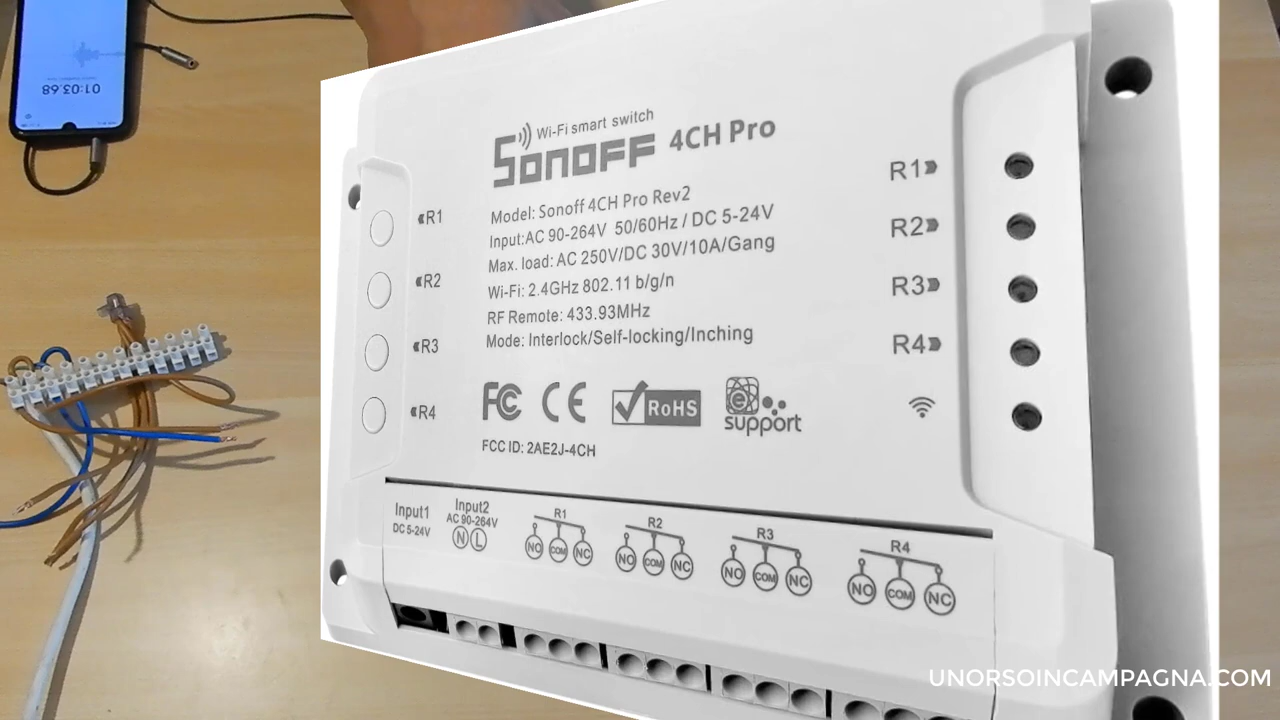 01:03.68
Wi-Fi smart switch
SONOFF 4CH Pro
Model: Sonoff 4CH Pro Rev2
Input:AC 90-264V 50/60Hz / DC 5-24V
Max. load: AC 250V/DC 30V/10A/Gang
Wi-Fi: 2.4GHz 802.11 b/g/n
RF Remote: 433.93MHz
Mode: Interlock/Self-locking/Inching
FC CE RoHS e support
FCC ID: 2AE2J-4CH
R1
R2
R3
R4
R1
R2
R3
R4
Input1
DC 5-24V
Input2
AC 90-264V
N L
R1
NO COM NC
R2
NO COM NC
R3
NO COM NC
R4
NO COM NC
UNORSOINCAMPAGNA.COM